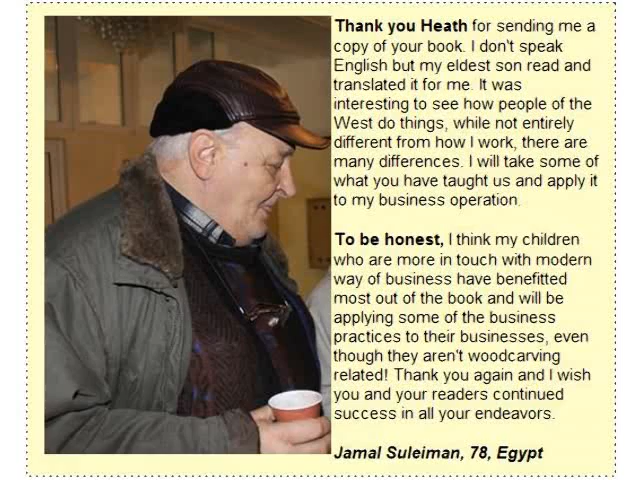 Thank you Heath for sending me a
copy of your book. I don't speak
English but my eldest son read and
translated it for me. It was
interesting to see how people of the
West do things, while not entirely
different from how I work, there are
many differences. I will take some of
what you have taught us and apply it
to my business operation.
To be honest, I think my children
who are more in touch with modern
way of business have benefitted
most out of the book and will be
applying some of the business
practices to their businesses, even
though they aren't woodcarving
related! Thank you again and I wish
you and your readers continued
success in all your endeavors.
Jamal Suleiman, 78, Egypt